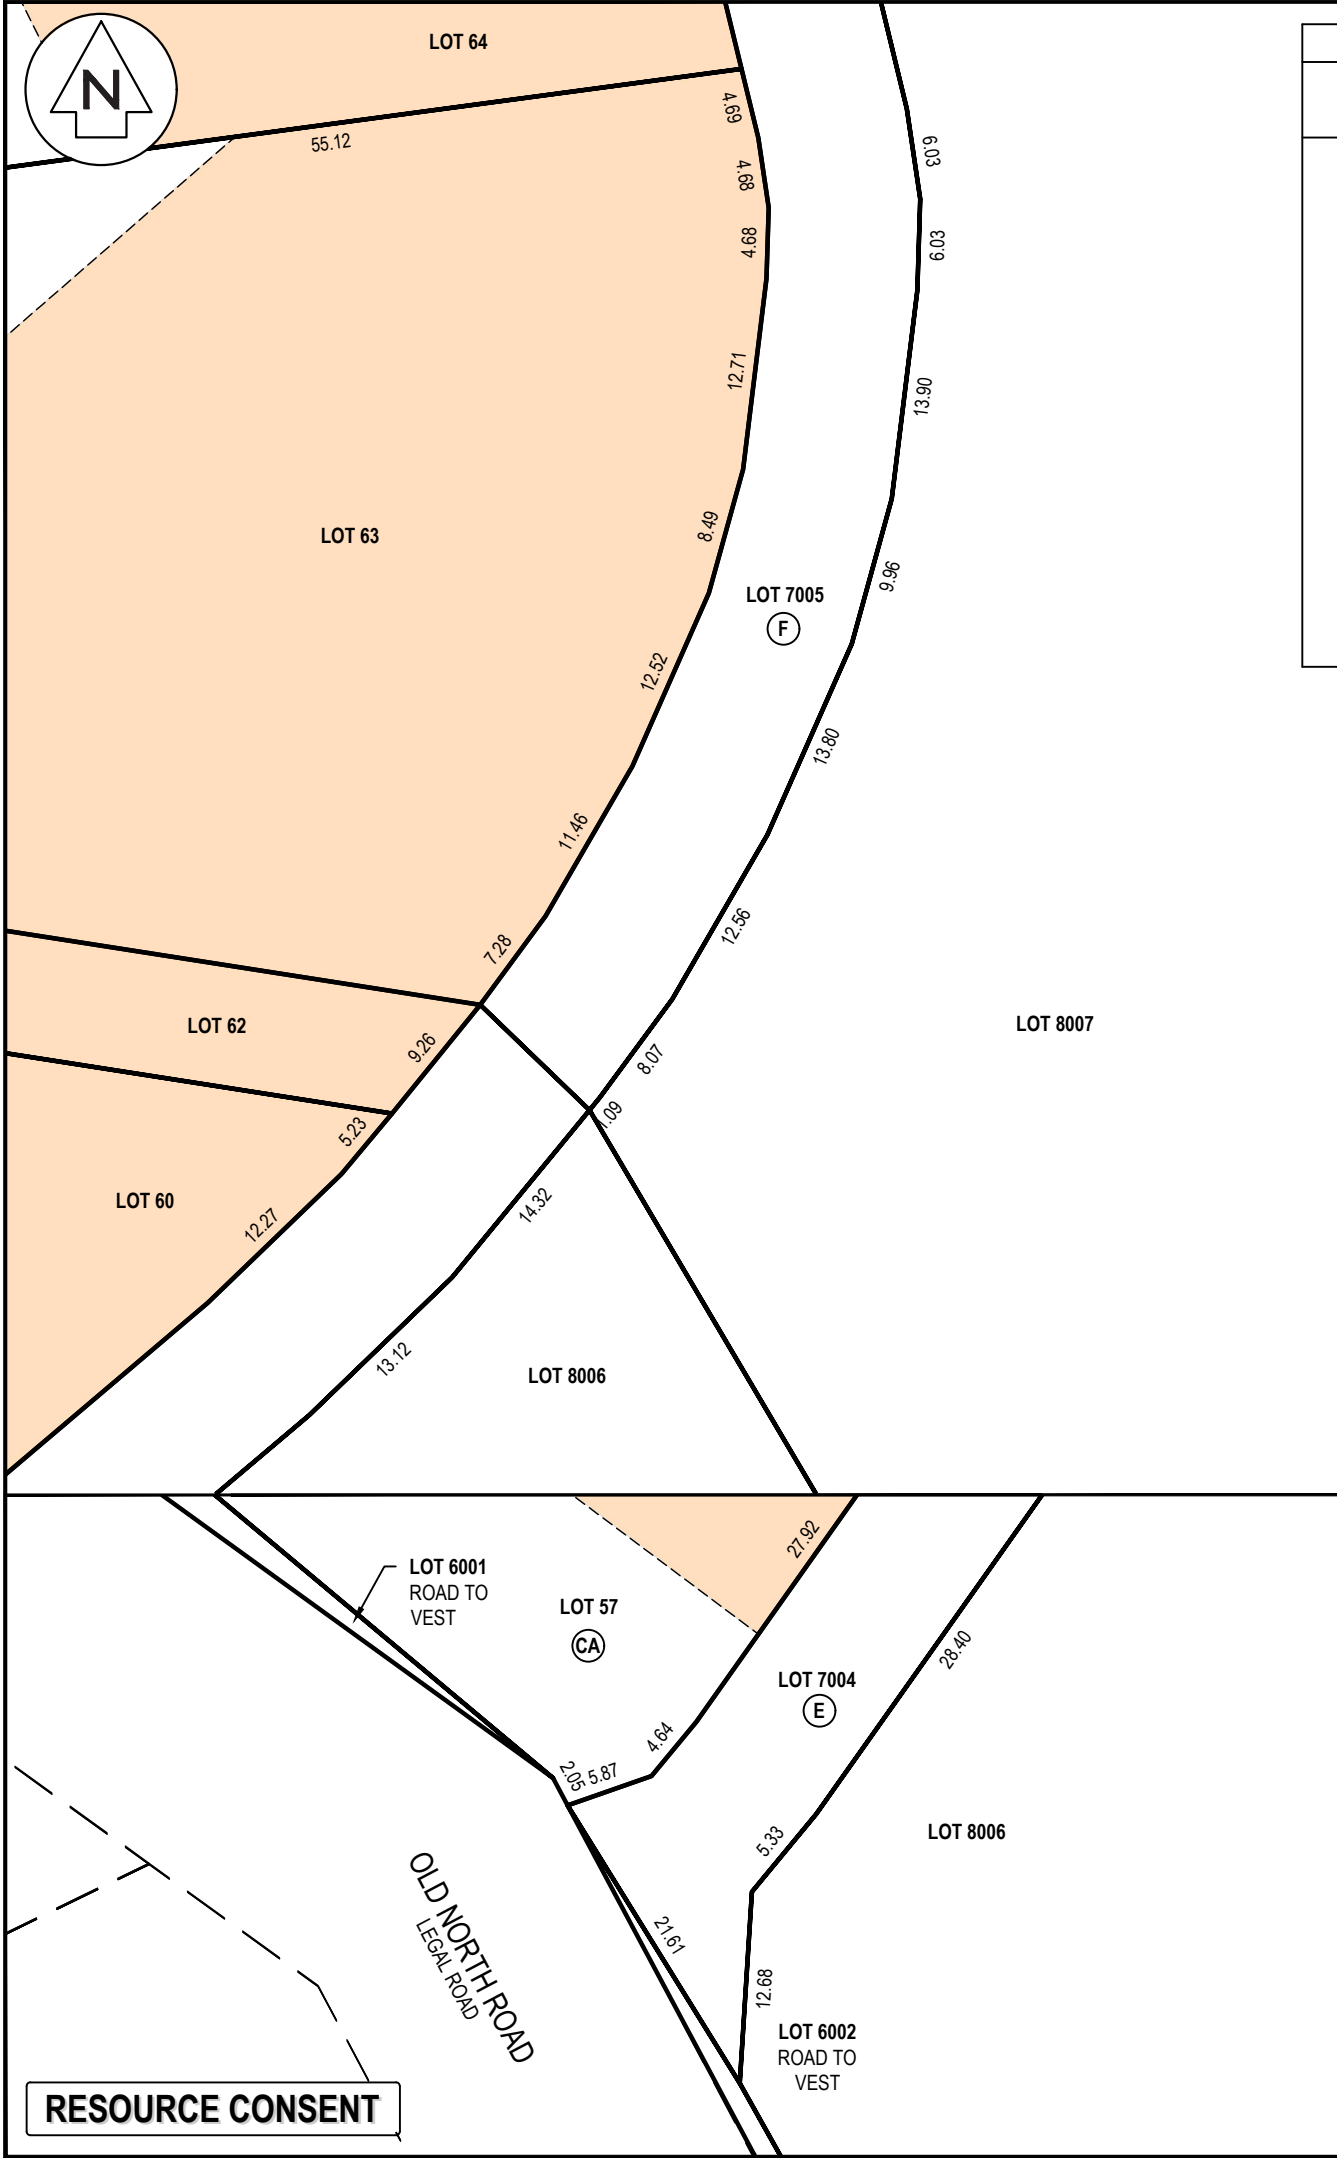 LOT 64
N
55.12
4.69
4.68
4.68
6.03
6.03
12.71
13.90
8.49
9.96
LOT 63
LOT 7005
F
12.52
13.80
11.46
12.56
7.28
8.07
1.09
LOT 8007
LOT 62
9.26
5.23
LOT 60
12.27
14.32
13.12
LOT 8006
LOT 6001
ROAD TO
VEST
LOT 57
CA
27.92
28.40
LOT 7004
E
4.64
2.05
5.87
5.33
LOT 8006
OLD NORTH ROAD
LEGAL ROAD
21.61
12.68
LOT 6002
ROAD TO
VEST
RESOURCE CONSENT